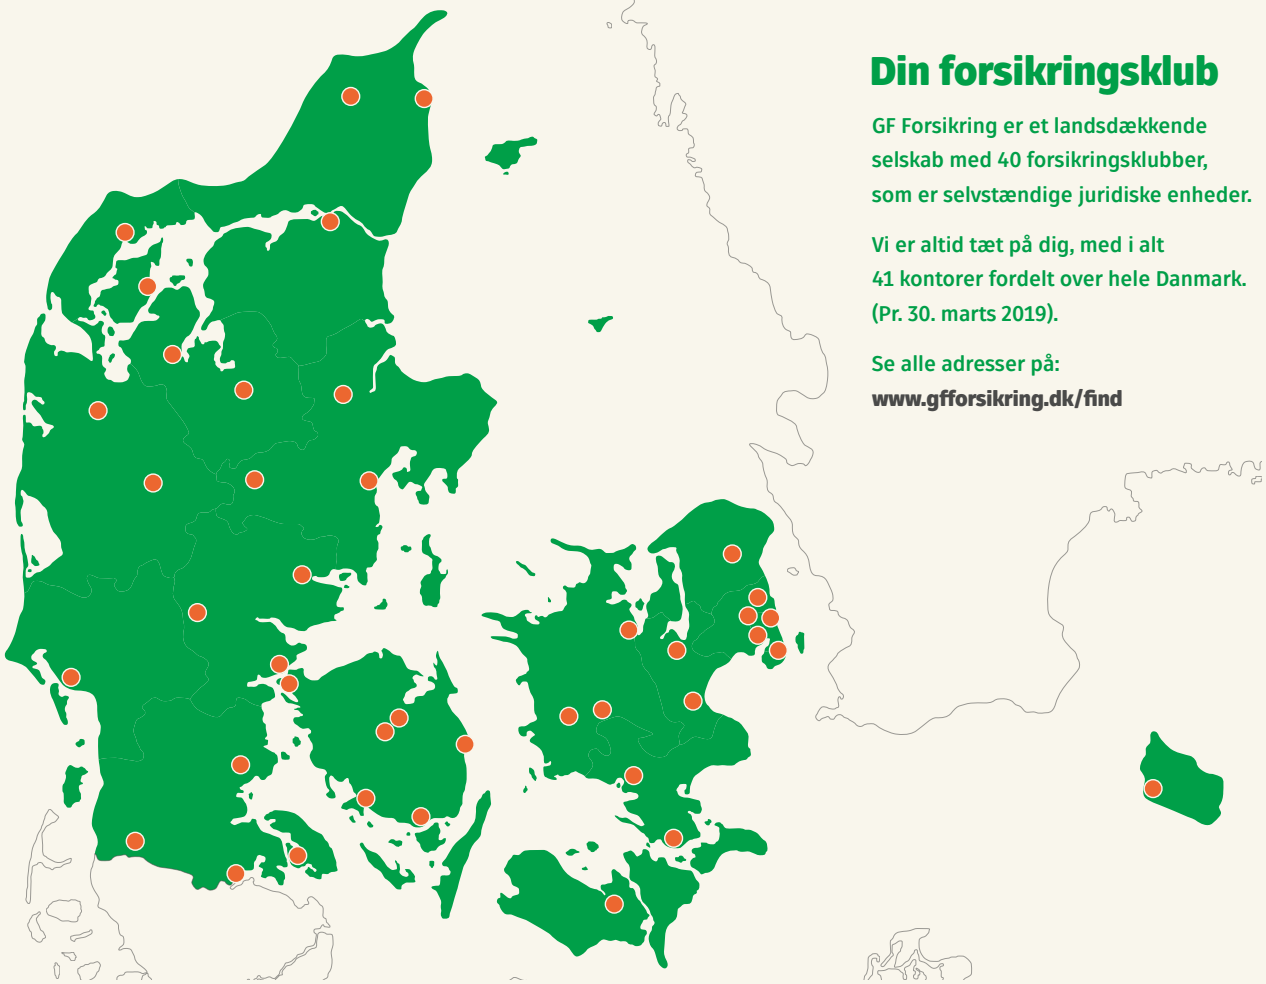 Din forsikringsklub
GF Forsikring er et landsdækkende
selskab med 40 forsikringsklubber,
som er selvstændige juridiske enheder.
Vi er altid tæt på dig, med i alt
41 kontorer fordelt over hele Danmark.
(Pr. 30. marts 2019).
Se alle adresser på:
www.gfforsikring.dk/find